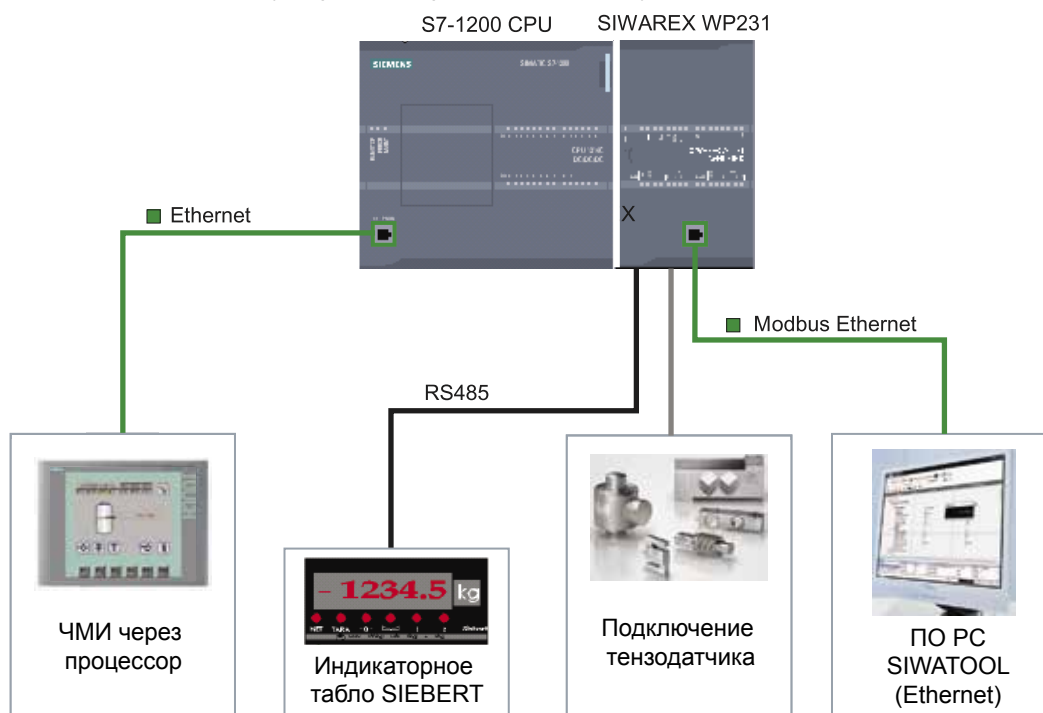 S7-1200 CPU
SIWAREX WP231
SIEMENS
SIMATIC S7-1200
X
Ethernet
Modbus Ethernet
RS485
- 1234.5 kg
NET TARA
ЧМИ через
процессор
Индикаторное
табло SIEBERT
Подключение
тензодатчика
ПО PC
SIWATOOL
(Ethernet)